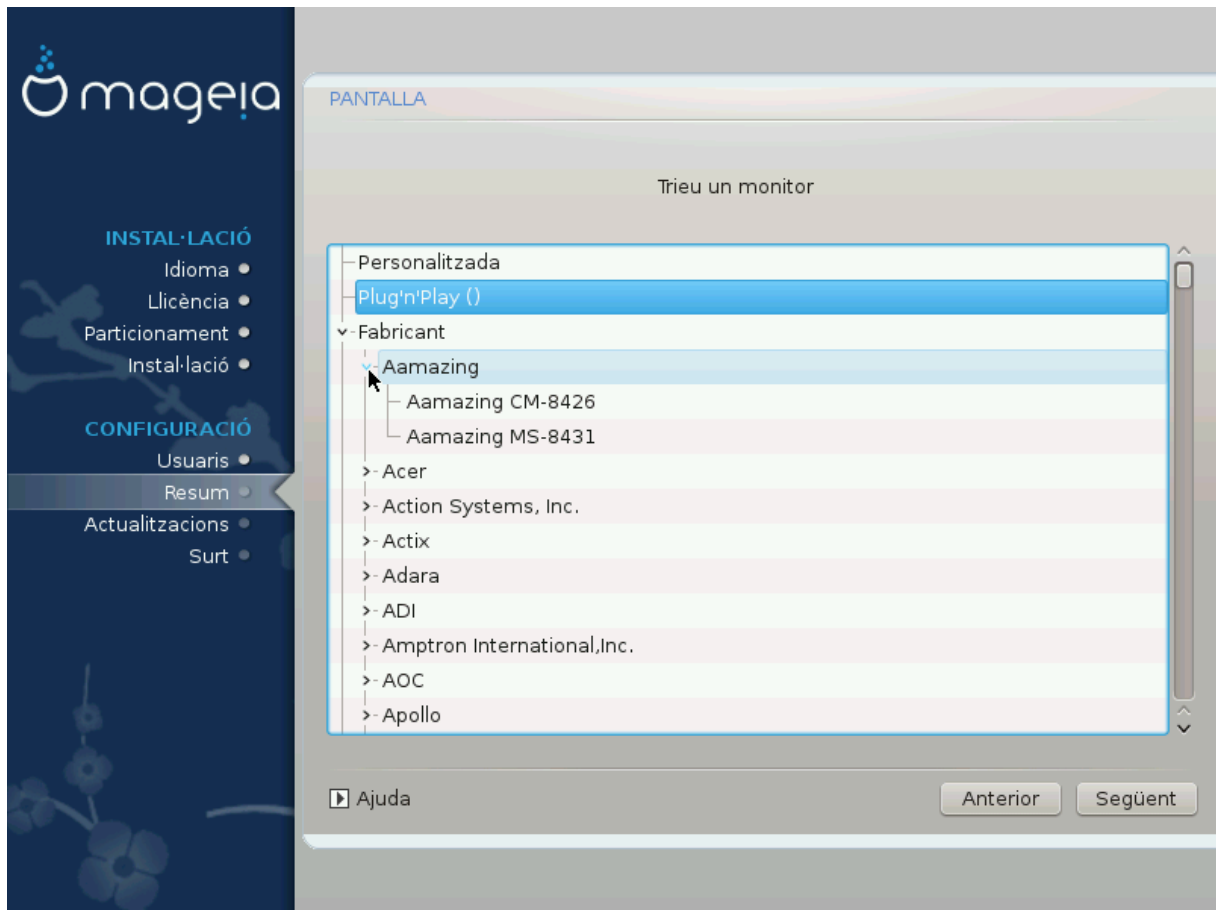 mageia
INSTAL·LACIÓ
Idioma
Llicència
Particionament
Instal·lació
CONFIGURACIÓ
Usuaris
Resum
Actualitzacions
Surt
PANTALLA
Trieu un monitor
Personalitzada
Plug'n'Play ()
Fabricant
Aamazing
Aamazing CM-8426
Aamazing MS-8431
Acer
Action Systems, Inc.
Actix
Adara
ADI
Amptron International,Inc.
AOC
Apollo
Ajuda
Anterior
Següent